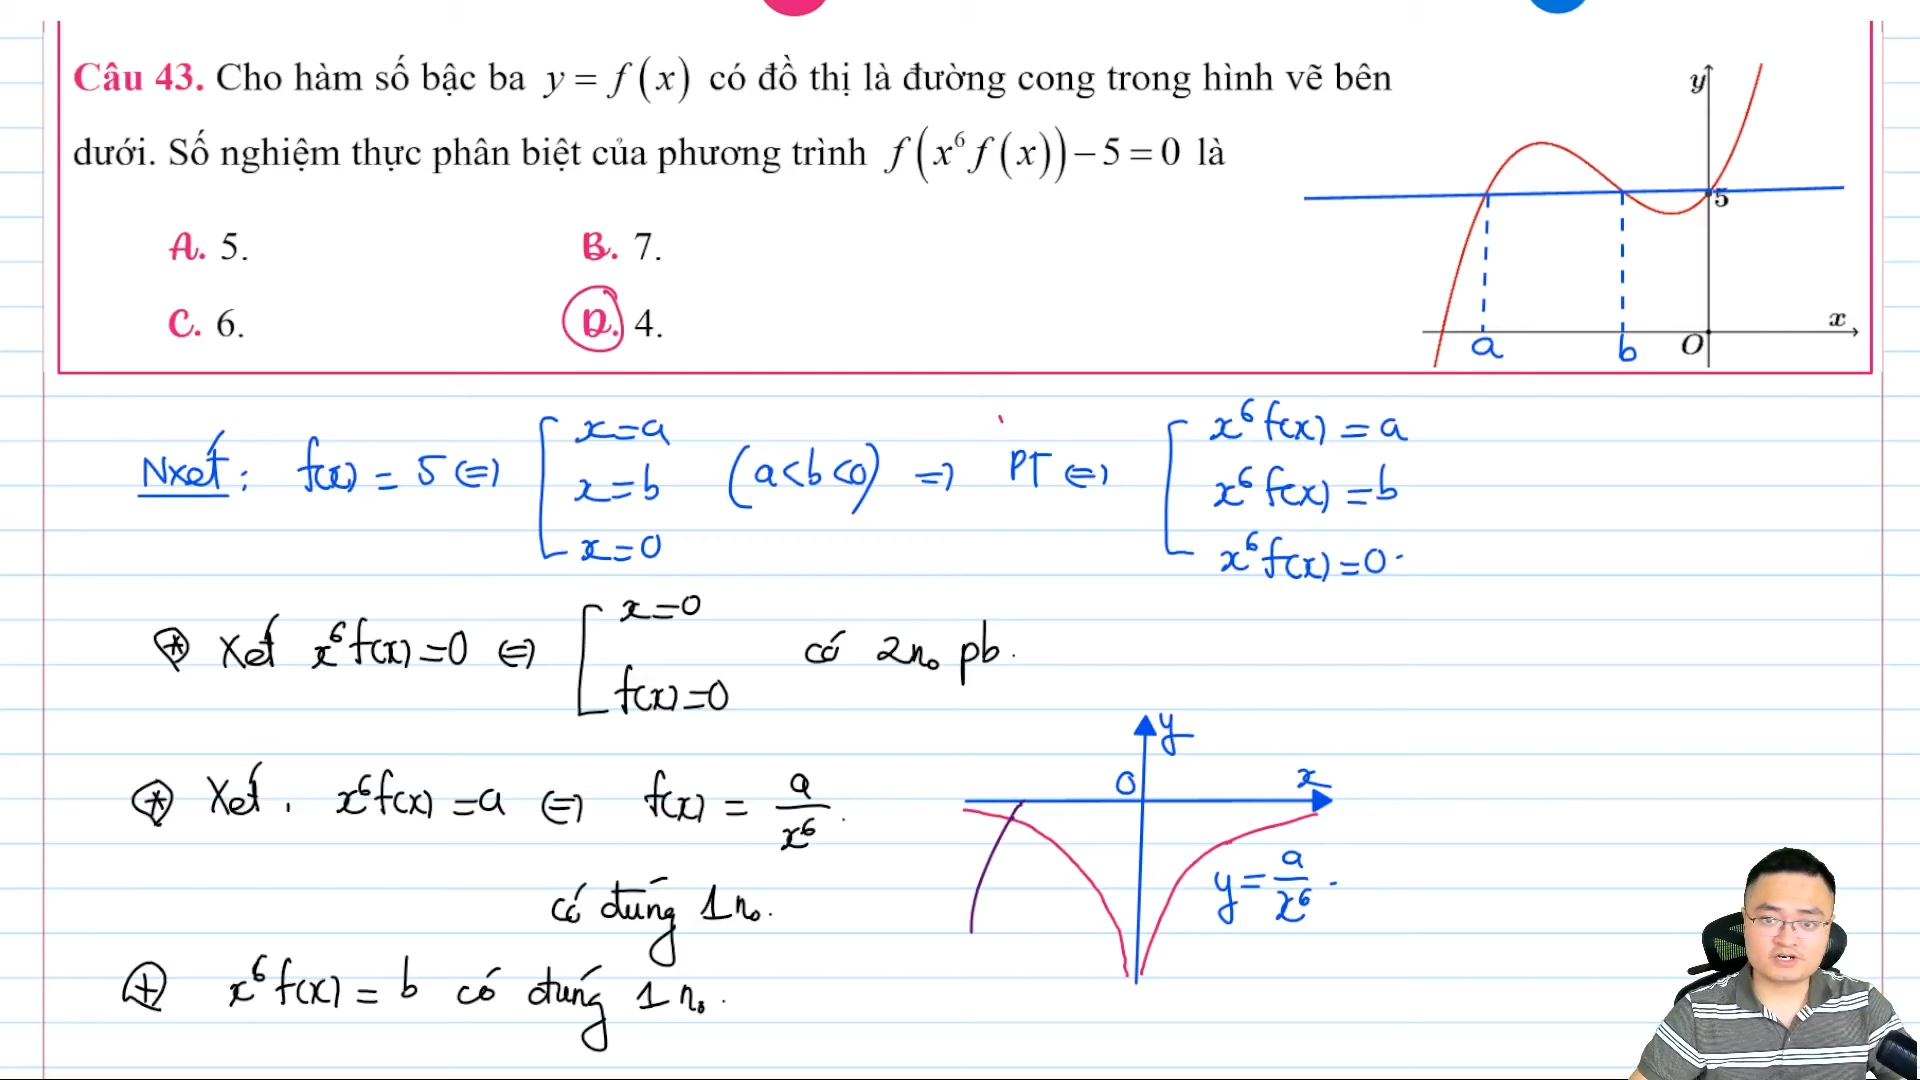 Câu 43. Cho hàm số bậc ba y = f(x) có đồ thị là đường cong trong hình vẽ bên
dưới. Số nghiệm thực phân biệt của phương trình f(x⁶f(x)) − 5 = 0 là
A. 5.
B. 7.
C. 6.
D. 4.
y
5
x
O
a
b
Nxét: f(x) = 5 ⇔ [ x = a
x = b
x = 0
(a<b<0) ⇒ PT ⇔ [ x⁶f(x) = a
x⁶f(x) = b
x⁶f(x) = 0.
⊛ Xét x⁶f(x) = 0 ⇔ [ x = 0
f(x) = 0
có 2n₀ pb.
⊛ Xét. x⁶f(x) = a ⇔ f(x) = a/x⁶.
có đúng 1n₀.
⊕ x⁶f(x) = b có đúng 1n₀.
y
O
x
y = a/x⁶.